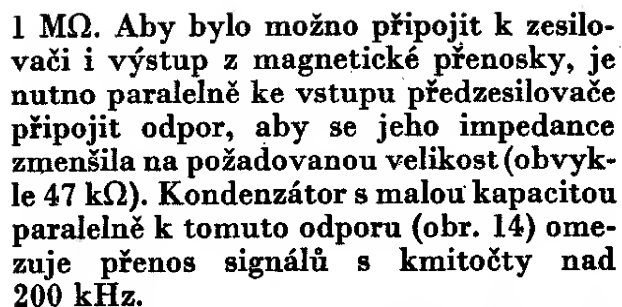 1 MΩ. Aby bylo možno připojit k zesilo-
vači i výstup z magnetické přenosky, je
nutno paralelně ke vstupu předzesilovače
připojit odpor, aby se jeho impedance
zmenšila na požadovanou velikost (obvyk-
le 47 kΩ). Kondenzátor s malou kapacitou
paralelně k tomuto odporu (obr. 14) ome-
zuje přenos signálů s kmitočty nad
200 kHz.